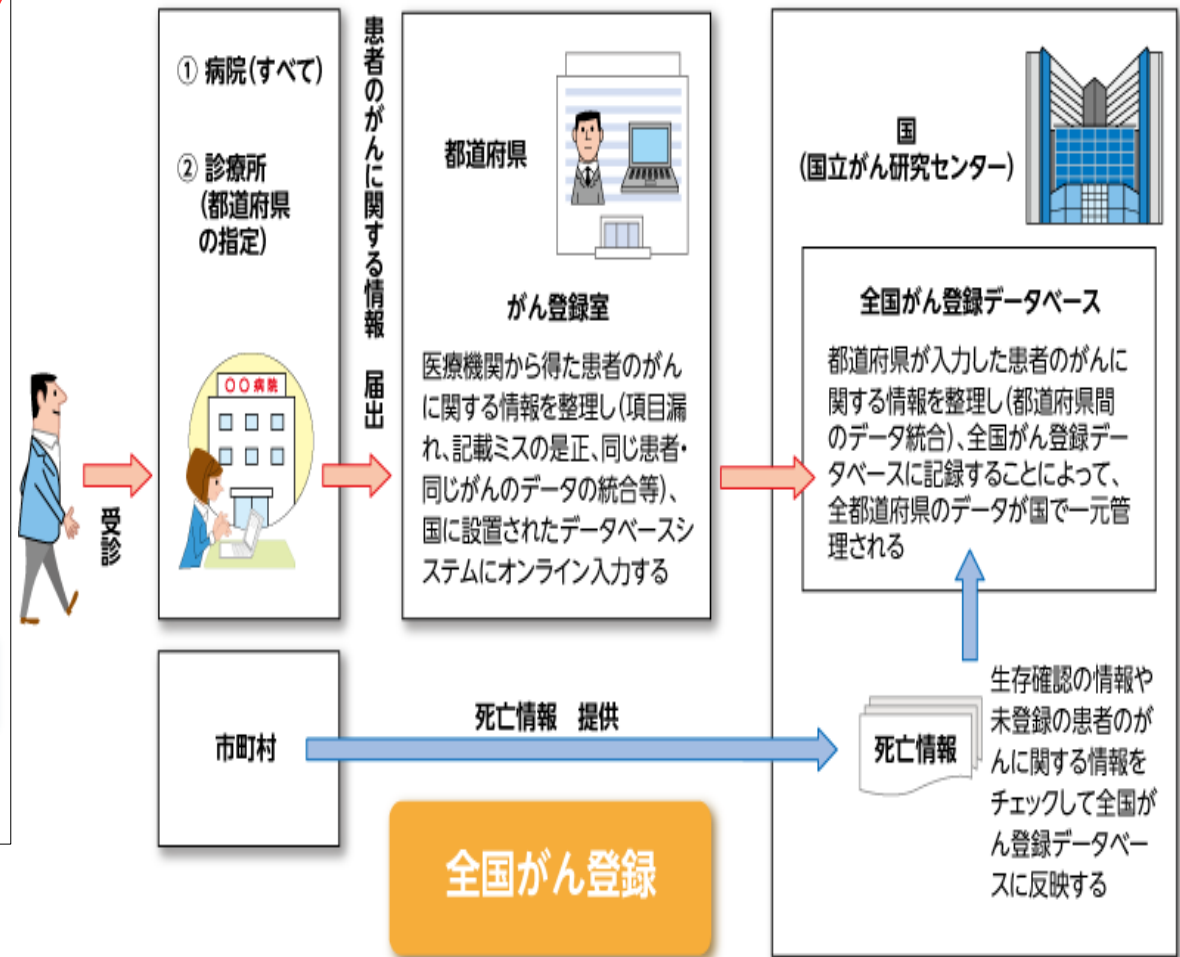 ① 病院(すべて)
② 診療所
(都道府県
の指定)
〇〇病院
受診
患者のがんに関する情報　届出
都道府県
がん登録室
医療機関から得た患者のがん
に関する情報を整理し(項目漏
れ、記載ミスの是正、同じ患者・
同じがんのデータの統合等)、
国に設置されたデータベースシ
ステムにオンライン入力する
国
(国立がん研究センター)
全国がん登録データベース
都道府県が入力した患者のがんに
関する情報を整理し(都道府県間
のデータ統合)、全国がん登録デー
タベースに記録することによって、
全都道府県のデータが国で一元管
理される
市町村
死亡情報　提供
死亡情報
生存確認の情報や
未登録の患者のが
んに関する情報を
チェックして全国が
ん登録データベー
スに反映する
全国がん登録